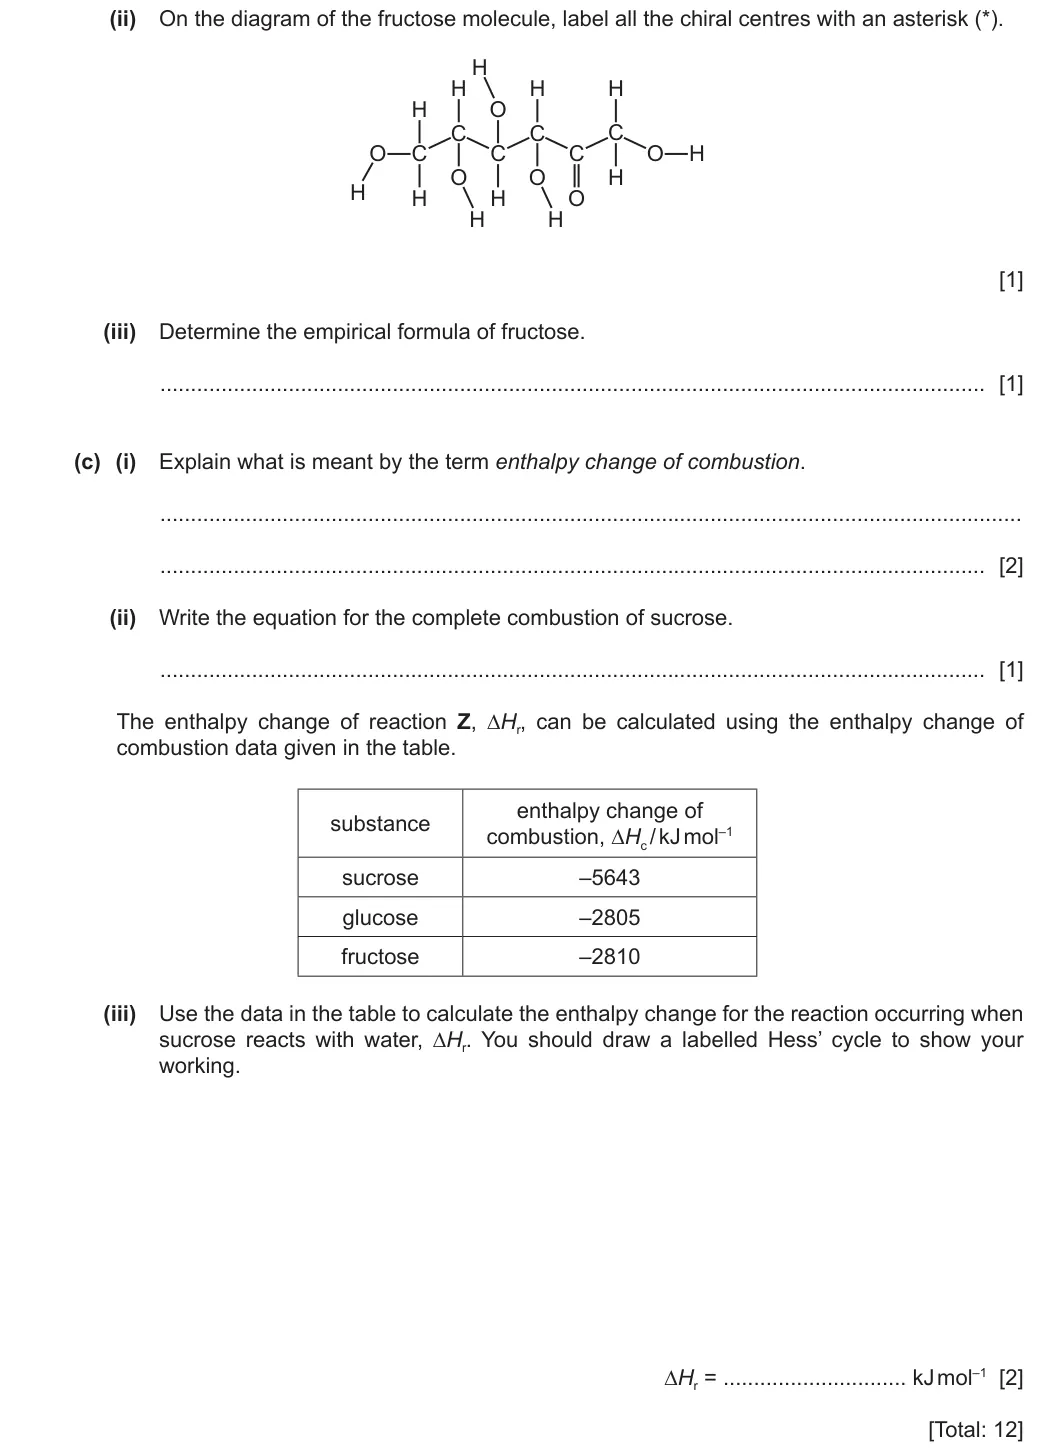 (ii) On the diagram of the fructose molecule, label all the chiral centres with an asterisk (*).
H
H H H
H O
C C C
O C C C O H
O O H
H H H O
H H
[1]
(iii) Determine the empirical formula of fructose.
.......................................................................................................................................... [1]
(c) (i) Explain what is meant by the term enthalpy change of combustion.
................................................................................................................................................
.......................................................................................................................................... [2]
(ii) Write the equation for the complete combustion of sucrose.
.......................................................................................................................................... [1]
The enthalpy change of reaction Z, ΔHr, can be calculated using the enthalpy change of
combustion data given in the table.
substance enthalpy change of
combustion, ΔHc / kJ mol–1
sucrose –5643
glucose –2805
fructose –2810
(iii) Use the data in the table to calculate the enthalpy change for the reaction occurring when
sucrose reacts with water, ΔHr. You should draw a labelled Hess’ cycle to show your
working.
ΔHr = .............................. kJ mol–1 [2]
[Total: 12]